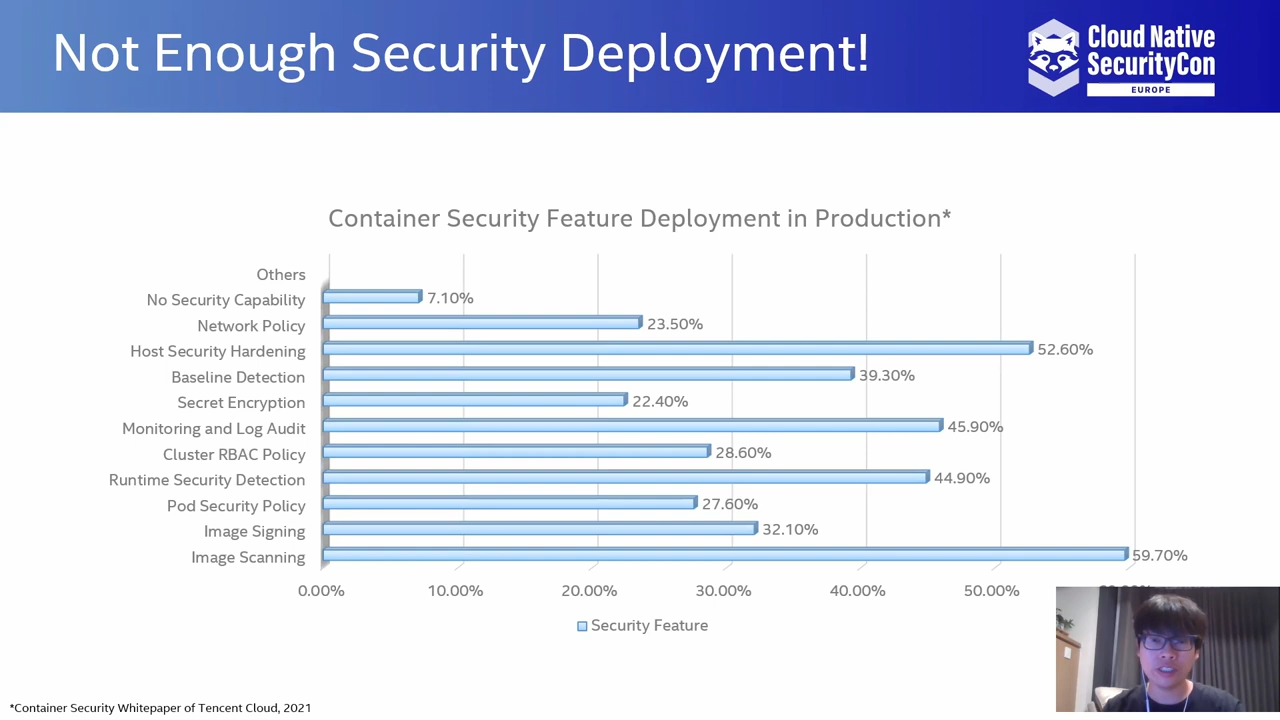 Not Enough Security Deployment!
Cloud Native
SecurityCon
EUROPE
Container Security Feature Deployment in Production*
Others
No Security Capability 7.10%
Network Policy 23.50%
Host Security Hardening 52.60%
Baseline Detection 39.30%
Secret Encryption 22.40%
Monitoring and Log Audit 45.90%
Cluster RBAC Policy 28.60%
Runtime Security Detection 44.90%
Pod Security Policy 27.60%
Image Signing 32.10%
Image Scanning 59.70%
0.00% 10.00% 20.00% 30.00% 40.00% 50.00%
Security Feature
*Container Security Whitepaper of Tencent Cloud, 2021